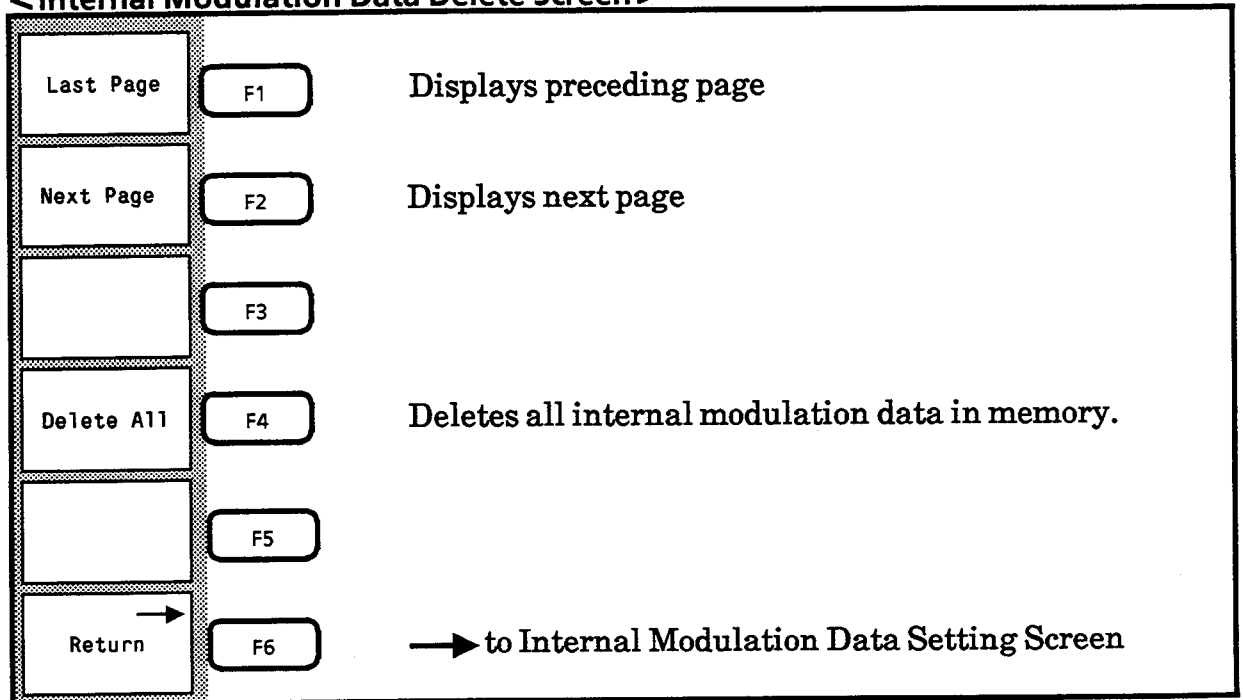 <Internal Modulation Data Delete Screen>
Last Page F1 Displays preceding page
Next Page F2 Displays next page
F3
Delete All F4 Deletes all internal modulation data in memory.
F5
Return → F6 → to Internal Modulation Data Setting Screen